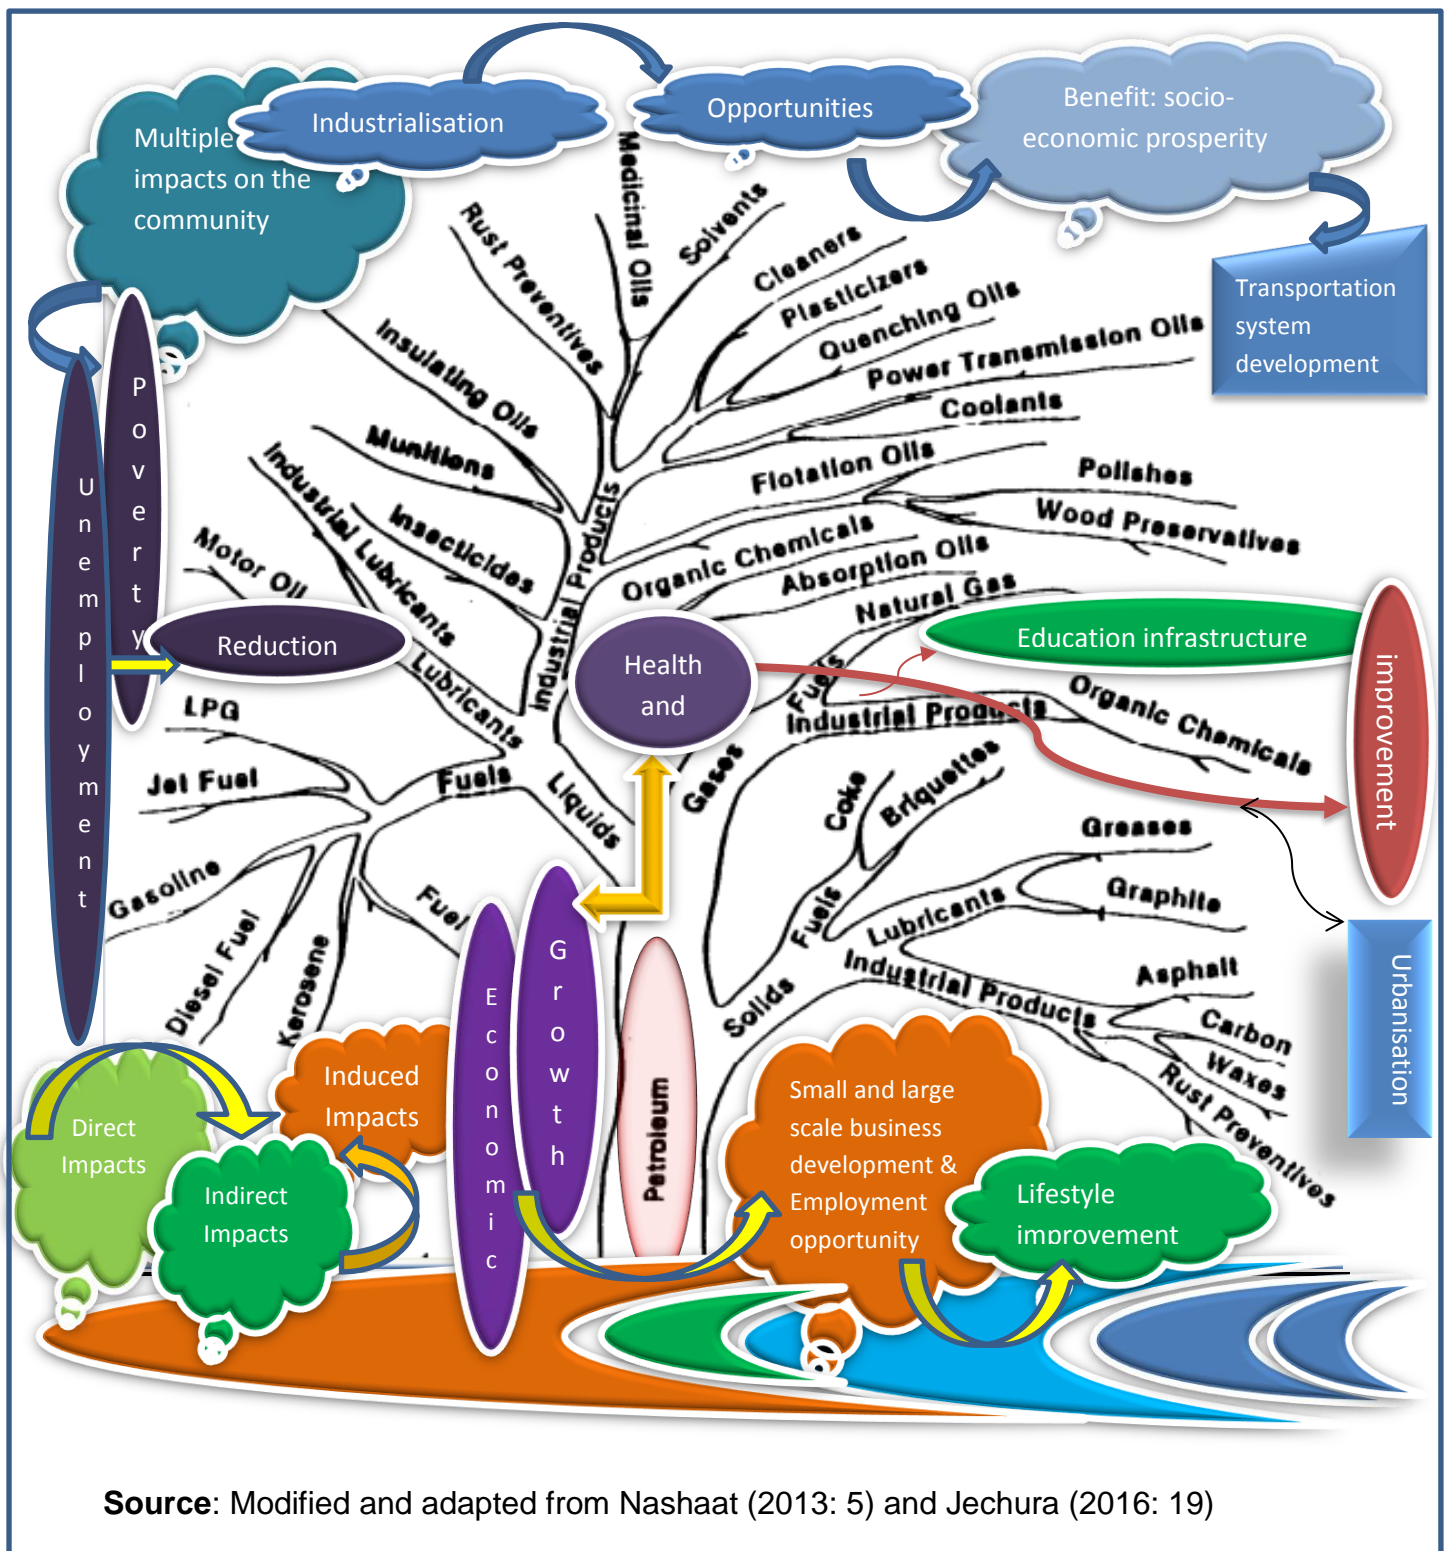 Industrialisation
Opportunities
Benefit: socio-
economic prosperity
Multiple
impacts on the
community
Transportation
system
development
Medicinal Oils
Solvents
Rust Preventives
Cleaners
Plasticizers
Quenching Oils
Power Transmission Oils
Coolants
Insulating Oils
Munitions
Flotation Oils
Polishes
Wood Preservatives
Industrial Lubricants
Insecticides
Industrial Products
Organic Chemicals
Absorption Oils
Motor Oil
Natural Gas
Poverty
Unemployment
Reduction
Health
and
Education infrastructure
improvement
Fuels
Industrial Products
Organic Chemicals
Lubricants
LPG
Jet Fuel
Fuels
Liquids
Gases
Coke
Briquettes
Greases
Graphite
Lubricants
Fuels
Gasoline
Diesel Fuel
Kerosene
Fuel
Solids
Industrial Products
Asphalt
Carbon
Waxes
Rust Preventives
Urbanisation
Economic
Growth
Petroleum
Direct
Impacts
Indirect
Impacts
Induced
Impacts
Small and large
scale business
development &
Employment
opportunity
Lifestyle
improvement
Source: Modified and adapted from Nashaat (2013: 5) and Jechura (2016: 19)